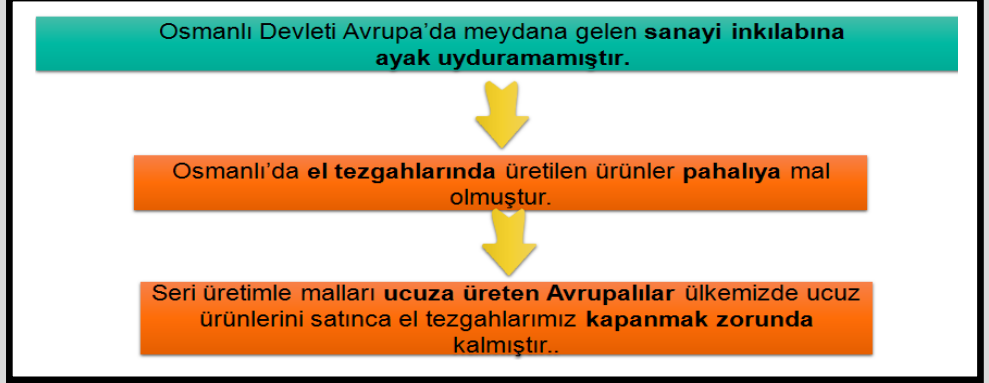 Osmanlı Devleti Avrupa’da meydana gelen sanayi inkılabına
ayak uyduramamıştır.
Osmanlı’da el tezgahlarında üretilen ürünler pahalıya mal
olmuştur.
Seri üretimle malları ucuza üreten Avrupalılar ülkemizde ucuz
ürünlerini satınca el tezgahlarımız kapanmak zorunda
kalmıştır..